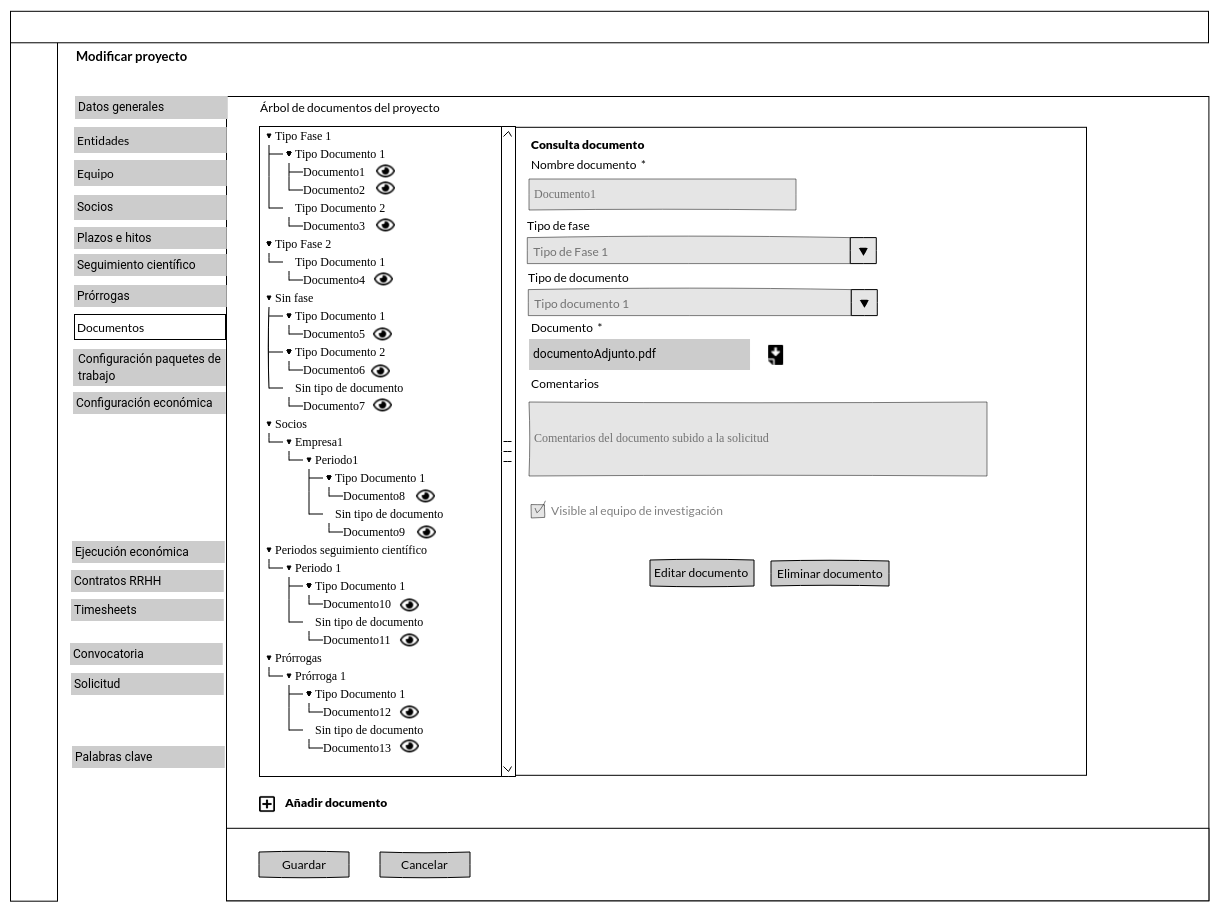 Modificar proyecto
Datos generales
Entidades
Equipo
Socios
Plazos e hitos
Seguimiento científico
Prórrogas
Documentos
Configuración paquetes de
trabajo
Configuración económica
Ejecución económica
Contratos RRHH
Timesheets
Convocatoria
Solicitud
Palabras clave
Árbol de documentos del proyecto
Tipo Fase 1
Tipo Documento 1
Documento1
Documento2
Tipo Documento 2
Documento3
Tipo Fase 2
Tipo Documento 1
Documento4
Sin fase
Tipo Documento 1
Documento5
Tipo Documento 2
Documento6
Sin tipo de documento
Documento7
Socios
Empresa1
Periodo1
Tipo Documento 1
Documento8
Sin tipo de documento
Documento9
Periodos seguimiento científico
Periodo 1
Tipo Documento 1
Documento10
Sin tipo de documento
Documento11
Prórrogas
Prórroga 1
Tipo Documento 1
Documento12
Sin tipo de documento
Documento13
Consulta documento
Nombre documento *
Documento1
Tipo de fase
Tipo de Fase 1
Tipo de documento
Tipo documento 1
Documento *
documentoAdjunto.pdf
Comentarios
Comentarios del documento subido a la solicitud
Visible al equipo de investigación
Editar documento
Eliminar documento
Añadir documento
Guardar
Cancelar